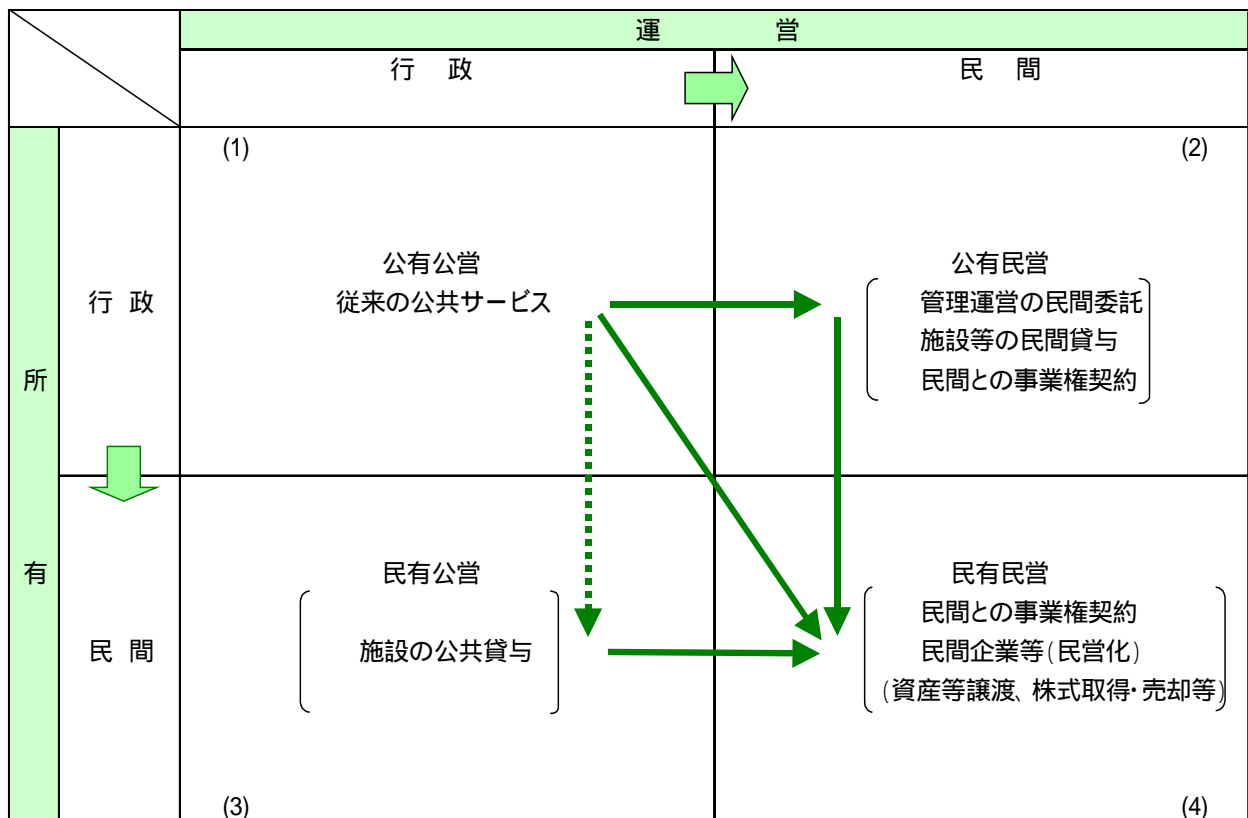 運 営
行 政
民 間
(1)
(2)
公有公営
従来の公共サービス
公有民営
管理運営の民間委託
施設等の民間貸与
民間との事業権契約
所 有
行 政
民 間
民有公営
施設の公共貸与
民有民営
民間との事業権契約
民間企業等(民営化)
(資産等譲渡、株式取得・売却等)
(3)
(4)